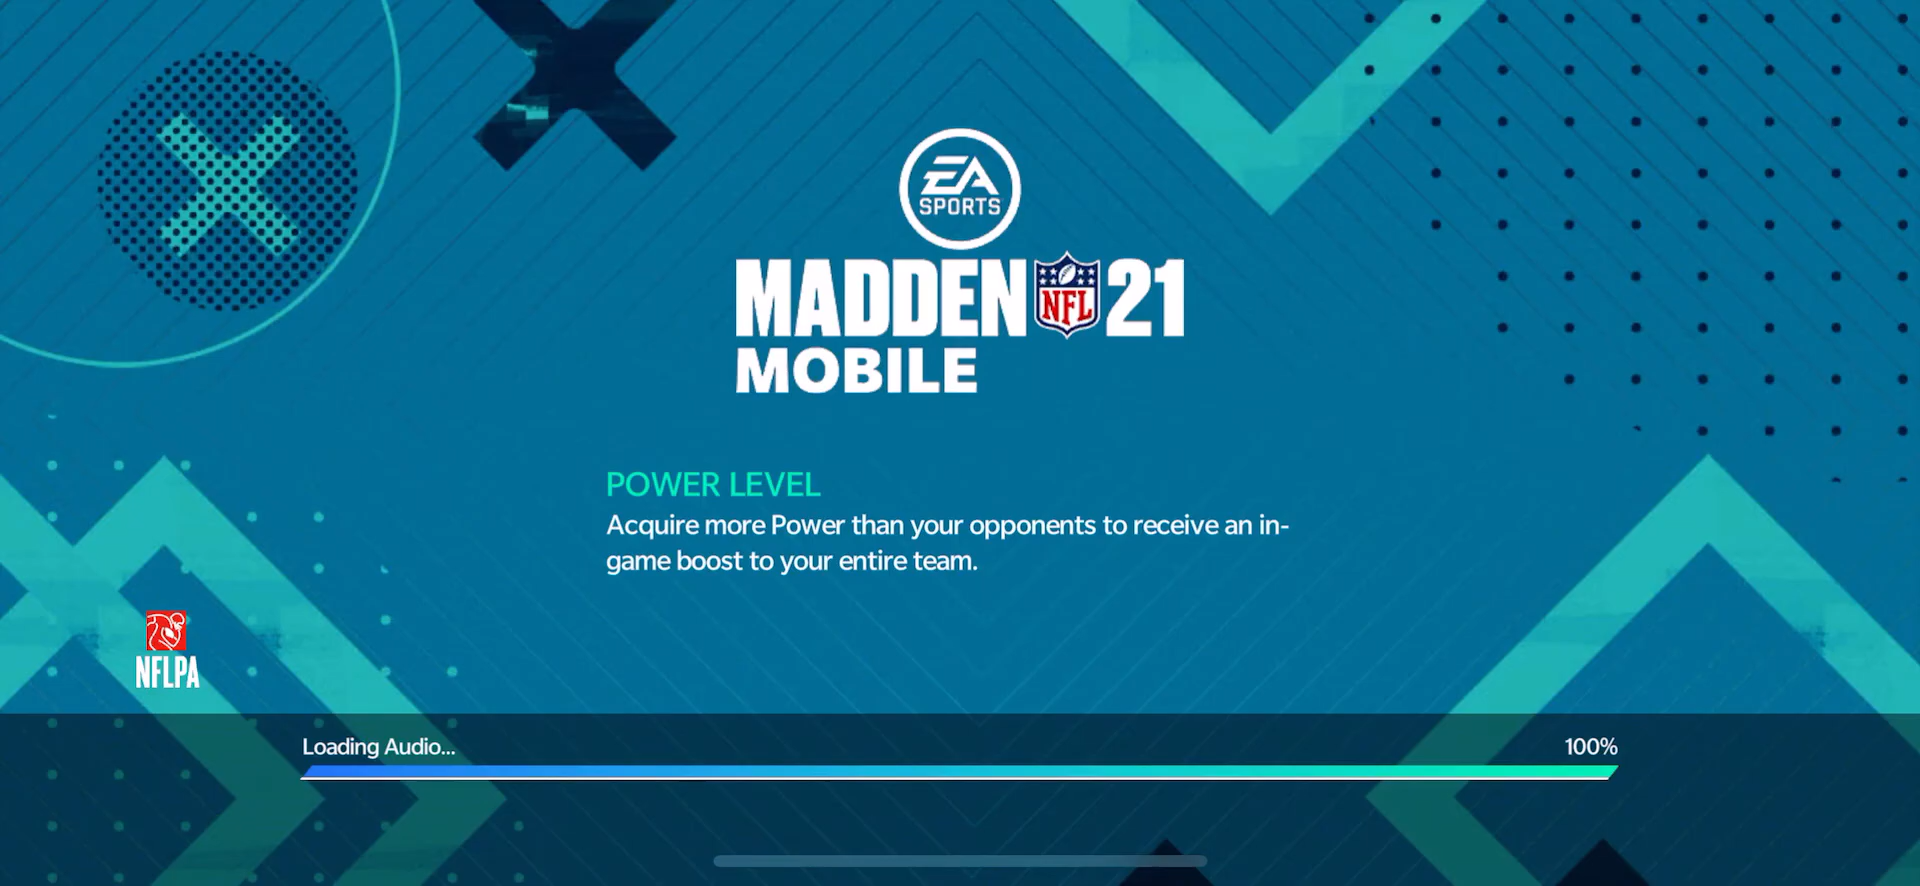 EA
SPORTS
MADDEN NFL 21
MOBILE
POWER LEVEL
Acquire more Power than your opponents to receive an in-
game boost to your entire team.
NFLPA
Loading Audio... 100%